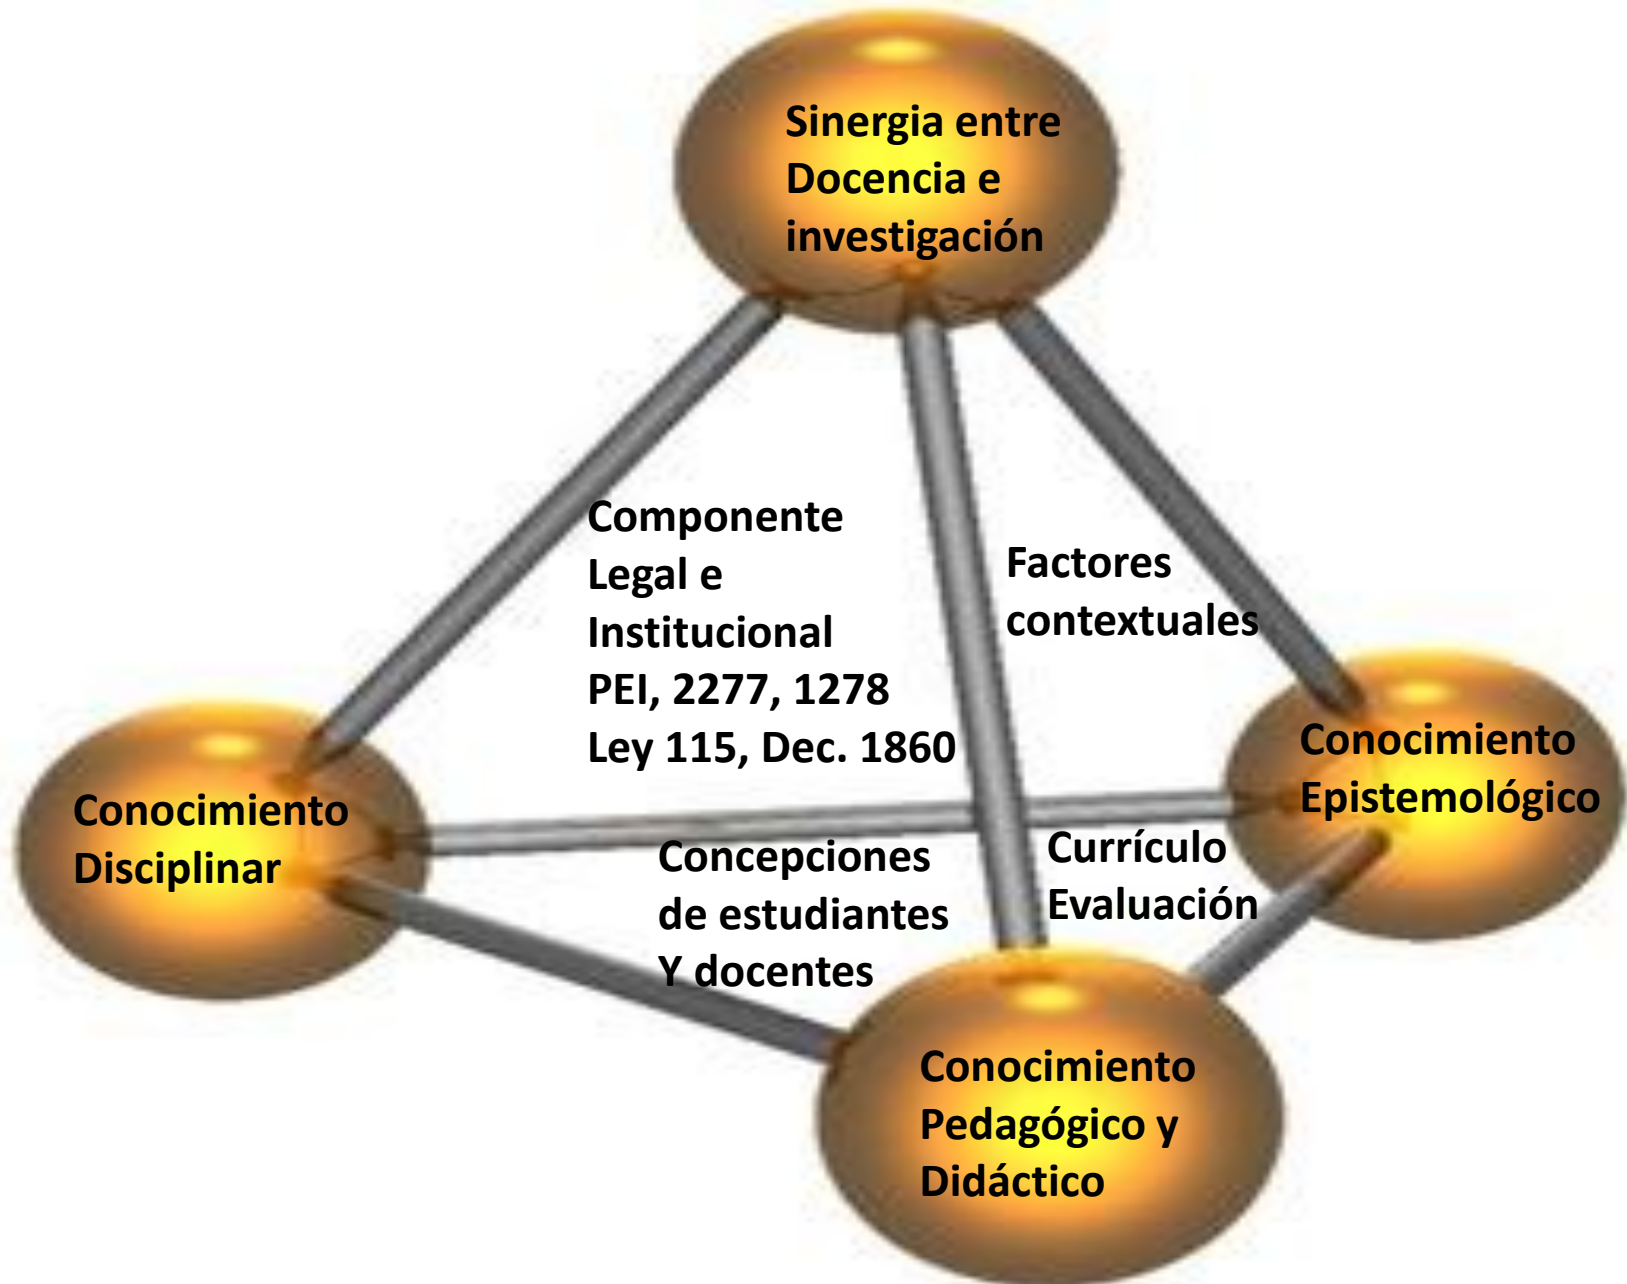 Sinergia entre
Docencia e
investigación
Componente
Legal e
Institucional
PEI, 2277, 1278
Ley 115, Dec. 1860
Factores
contextuales
Conocimiento
Disciplinar
Conocimiento
Epistemológico
Concepciones
de estudiantes
Y docentes
Currículo
Evaluación
Conocimiento
Pedagógico y
Didáctico